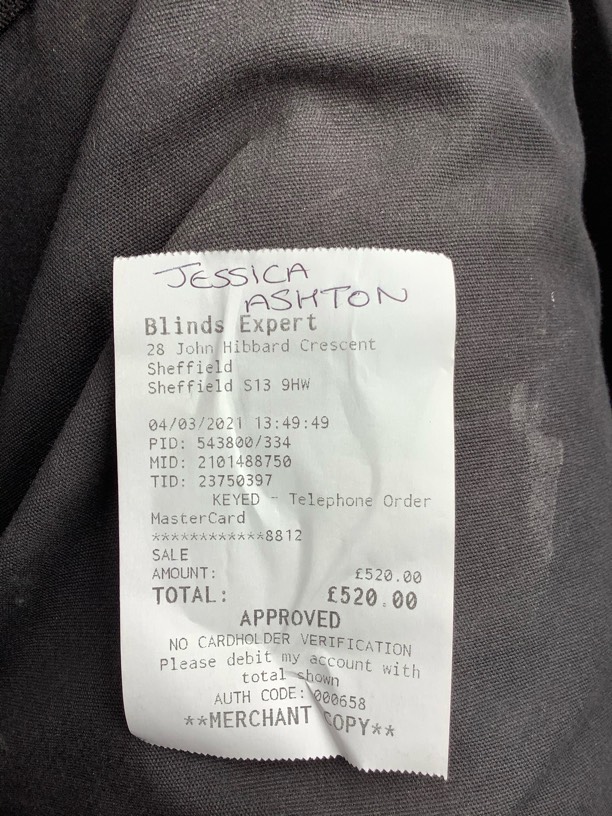 JESSICA
ASHTON
Blinds Expert
28 John Hibbard Crescent
Sheffield
Sheffield S13 9HW
04/03/2021 13:49:49
PID: 543800/334
MID: 2101488750
TID: 23750397
KEYED - Telephone Order
MasterCard
************8812
SALE
AMOUNT: £520.00
TOTAL: £520.00
APPROVED
NO CARDHOLDER VERIFICATION
Please debit my account with
total shown
AUTH CODE: 000658
**MERCHANT COPY**